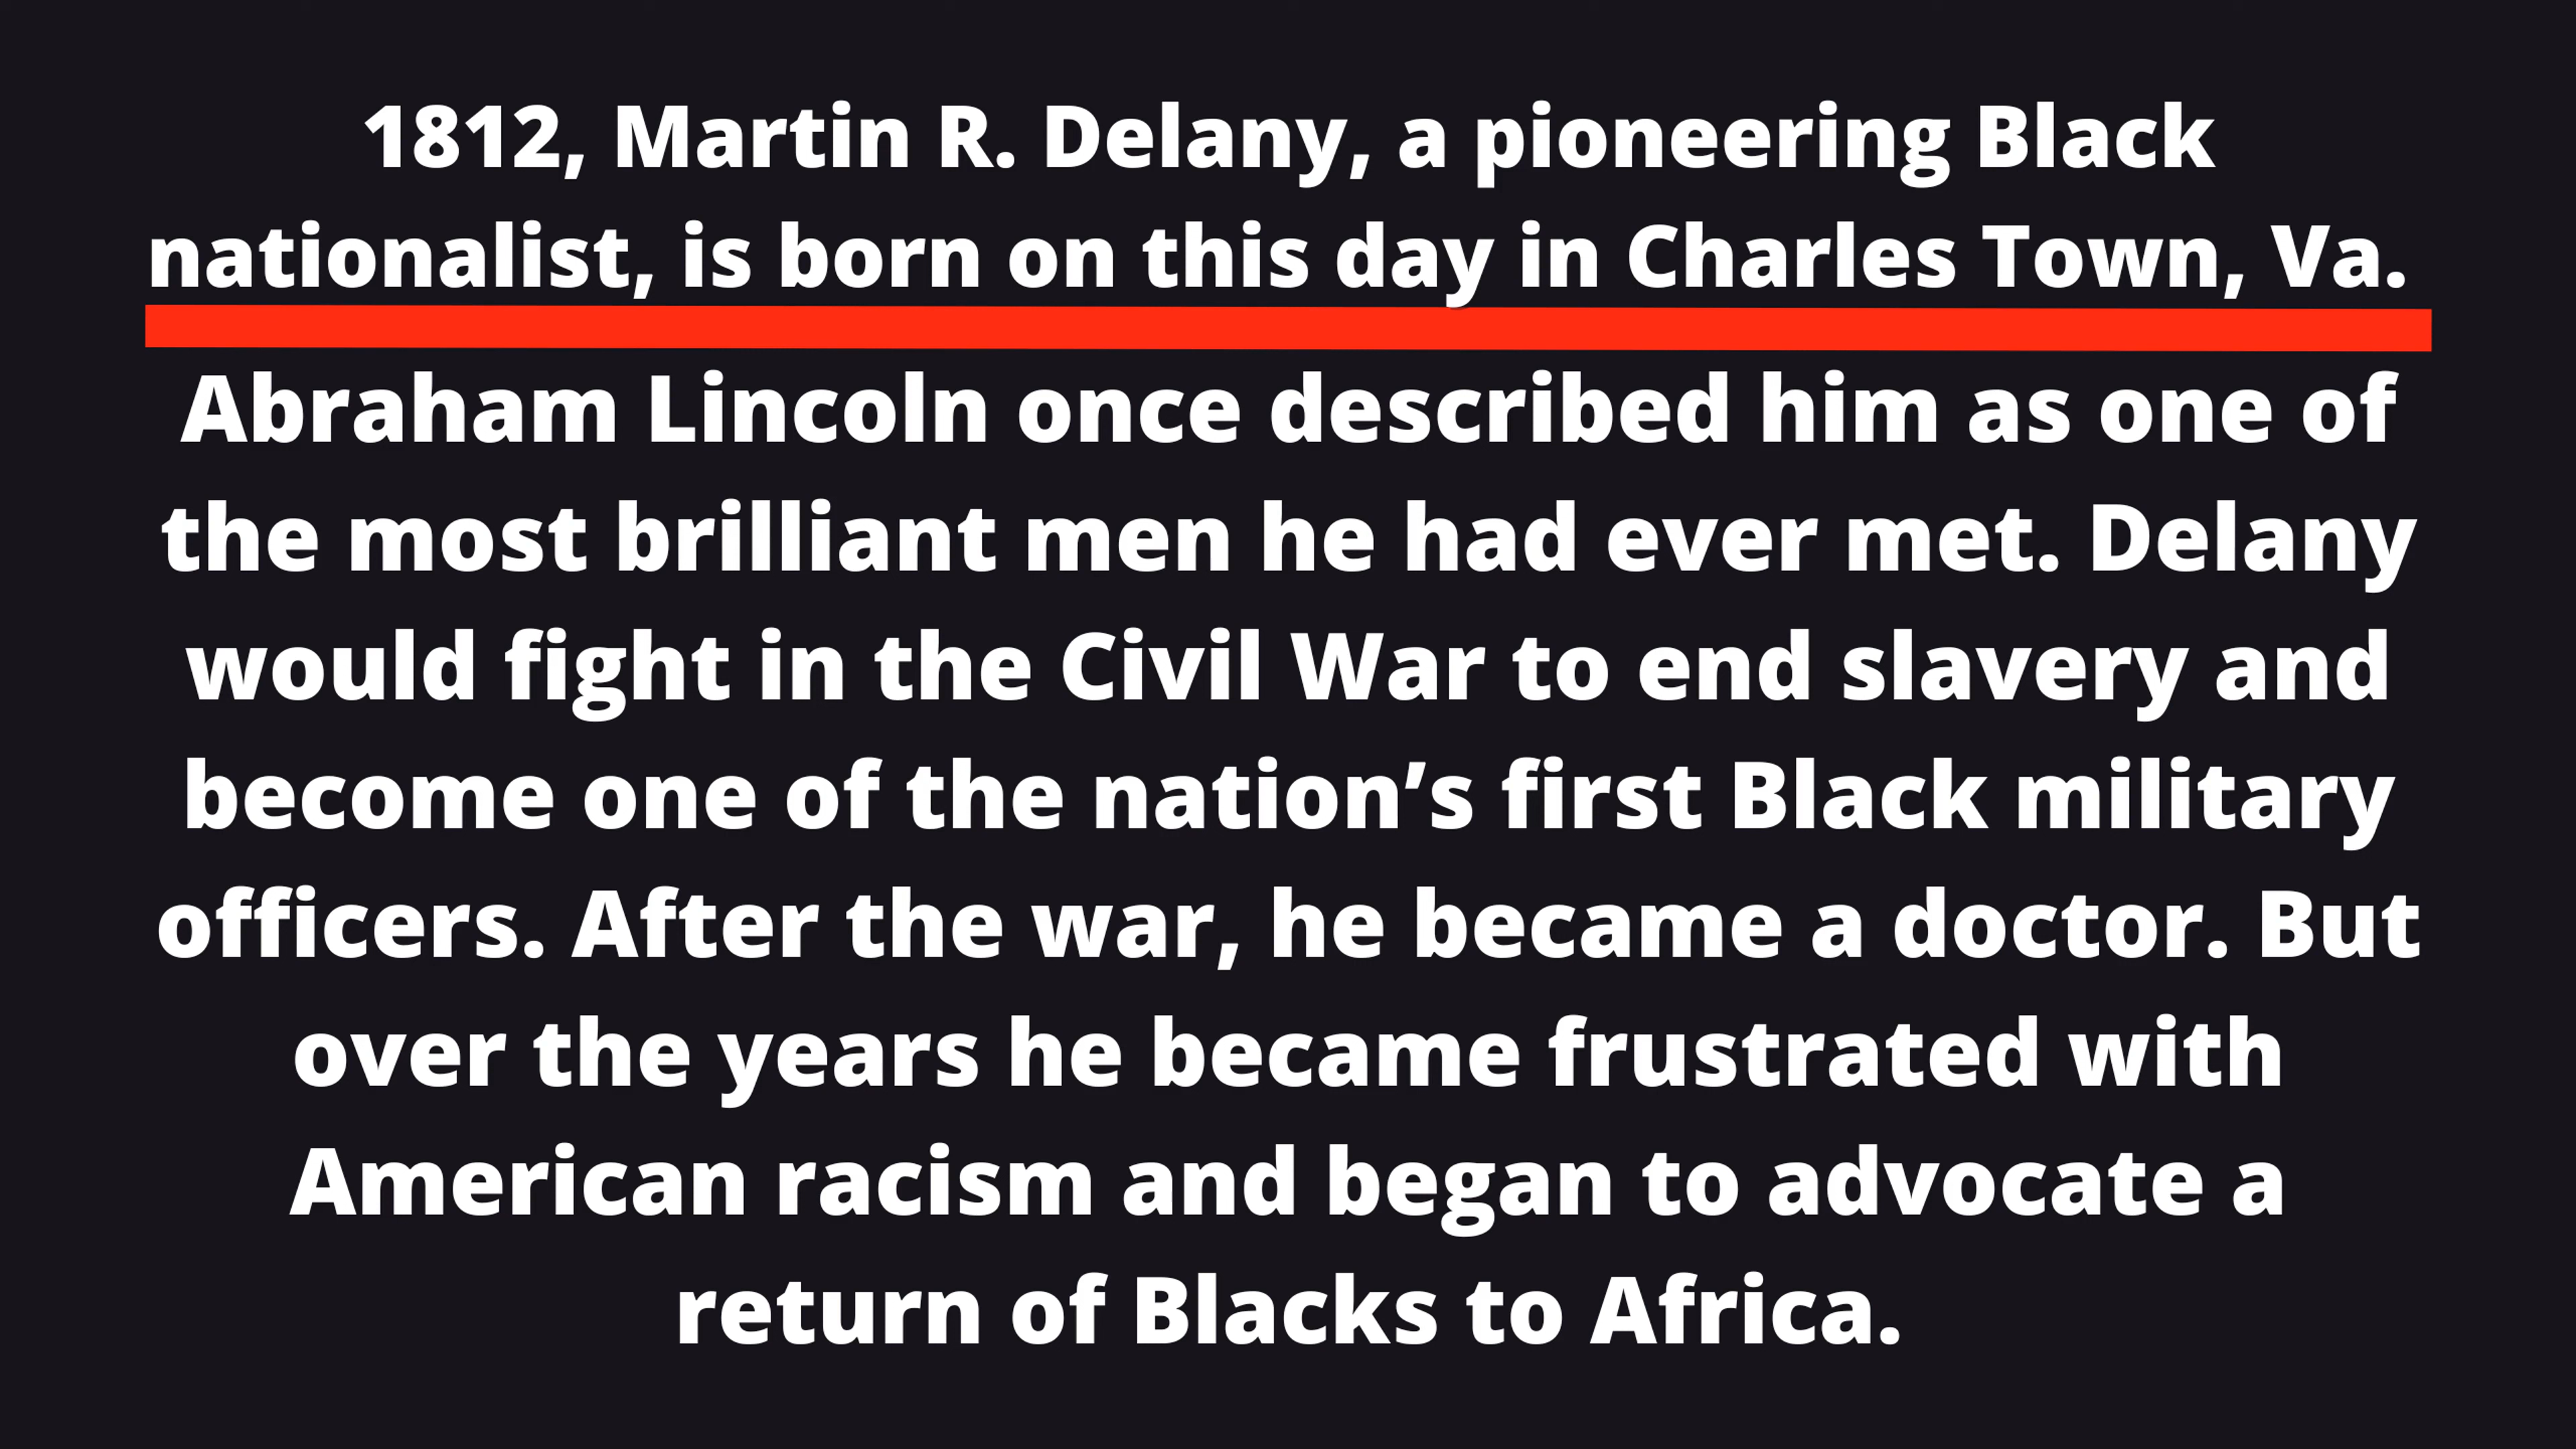 1812, Martin R. Delany, a pioneering Black
nationalist, is born on this day in Charles Town, Va.
Abraham Lincoln once described him as one of
the most brilliant men he had ever met. Delany
would fight in the Civil War to end slavery and
become one of the nation’s first Black military
officers. After the war, he became a doctor. But
over the years he became frustrated with
American racism and began to advocate a
return of Blacks to Africa.